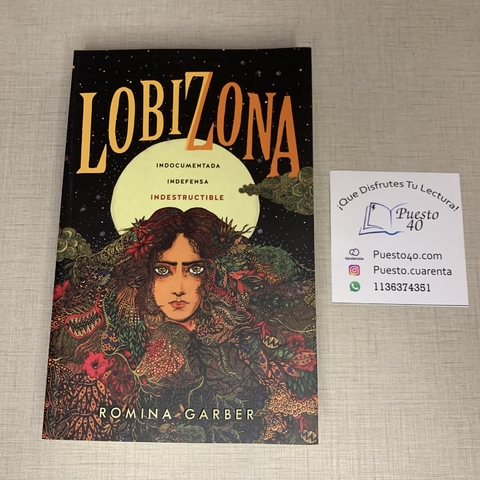 LOBIZONA
INDOCUMENTADA
INDEFENSA
INDESTRUCTIBLE
ROMINA GARBER
¡Que Disfrutes Tu Lectura!
Puesto
40
Puesto40.com
Puesto.cuarenta
1136374351